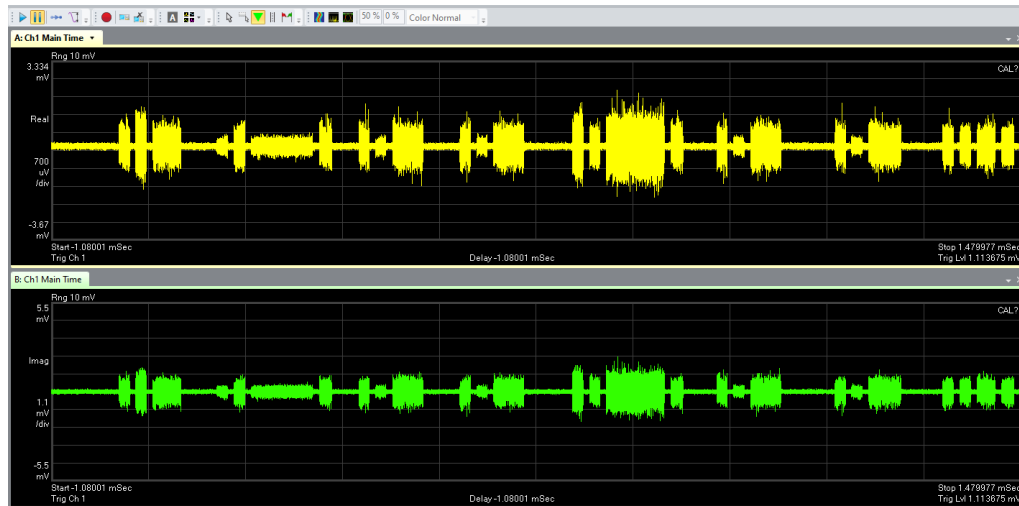 A 50 % 0 % Color Normal
A: Ch1 Main Time
Rng 10 mV
3.334
mV
CAL?
Real
700
uV
/div
-3.67
mV
Start-1.08001 mSec
Stop 1.479977 mSec
Trig Ch 1
Delay-1.08001 mSec
Trig Lvl 1.113675 mV
B: Ch1 Main Time
Rng 10 mV
5.5
mV
CAL?
Imag
1.1
mV
/div
-5.5
mV
Start-1.08001 mSec
Stop 1.479977 mSec
Trig Ch 1
Delay-1.08001 mSec
Trig Lvl 1.113675 mV